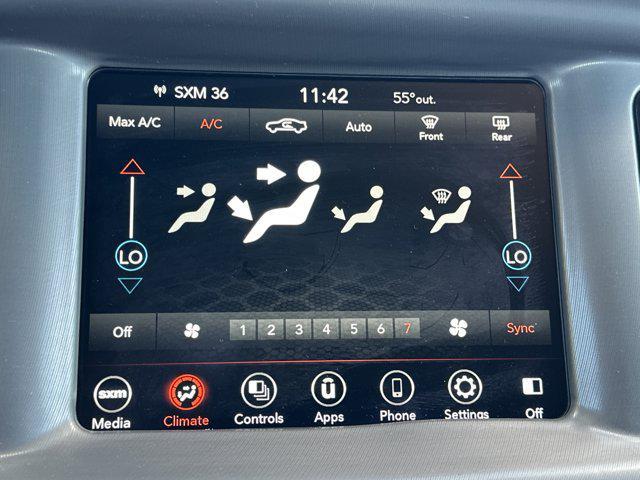 SXM 36 11:42 55°out.
Max A/C A/C Auto Front Rear
LO LO
Off 1 2 3 4 5 6 7 Sync
sxm u
Media Climate Controls Apps Phone Settings Off